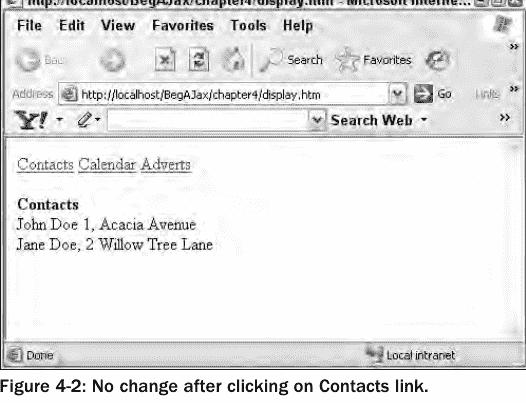 http://localhost/BegAJax/chapter4/display.htm - Microsoft Interne...
File Edit View Favorites Tools Help
Back Search Favorites
Address http://localhost/BegAJax/chapter4/display.htm Go Links »
Y! Search Web »
Contacts Calendar Adverts
Contacts
John Doe 1, Acacia Avenue
Jane Doe, 2 Willow Tree Lane
Done Local intranet
Figure 4-2: No change after clicking on Contacts link.